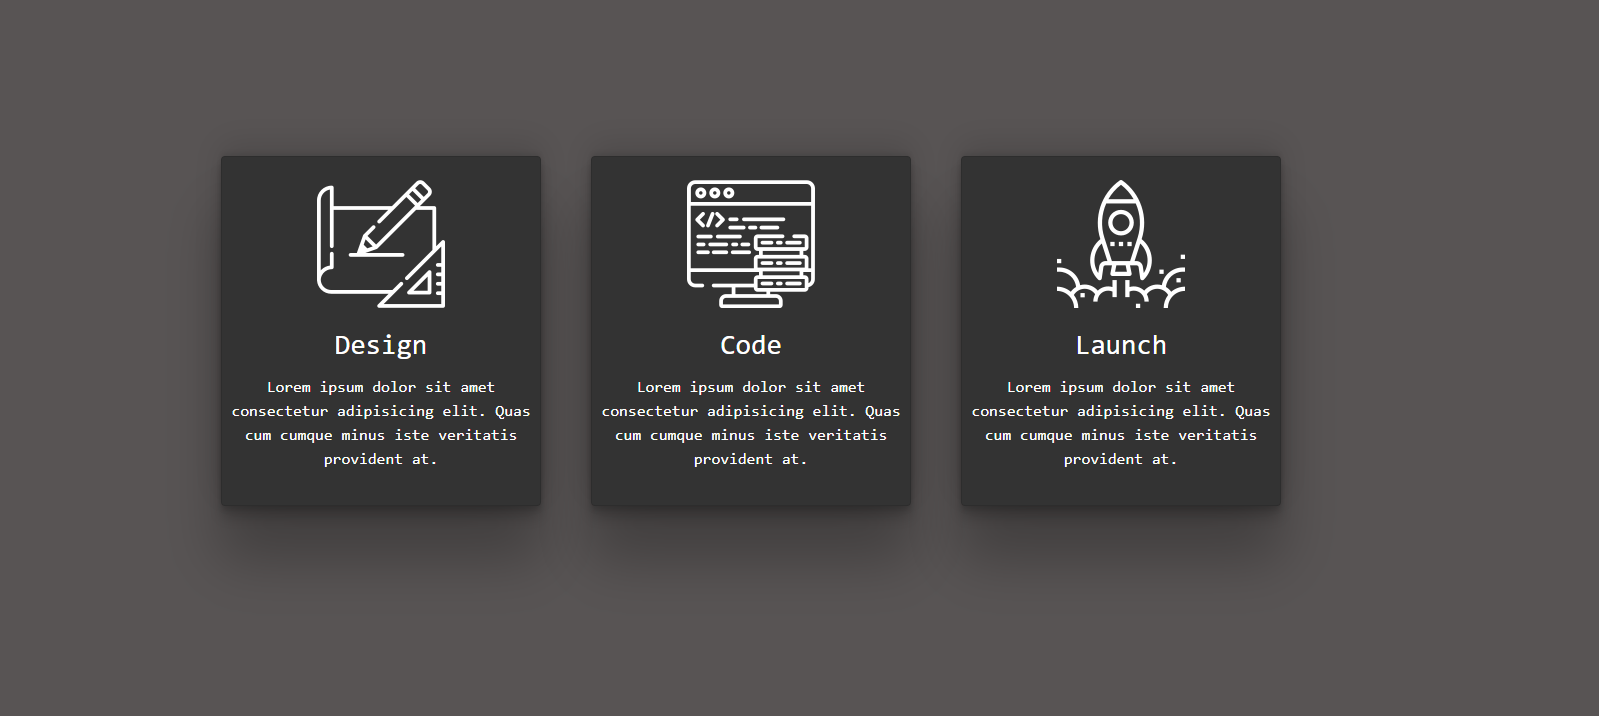 Design
Lorem ipsum dolor sit amet
consectetur adipisicing elit. Quas
cum cumque minus iste veritatis
provident at.
</>
Code
Lorem ipsum dolor sit amet
consectetur adipisicing elit. Quas
cum cumque minus iste veritatis
provident at.
Launch
Lorem ipsum dolor sit amet
consectetur adipisicing elit. Quas
cum cumque minus iste veritatis
provident at.